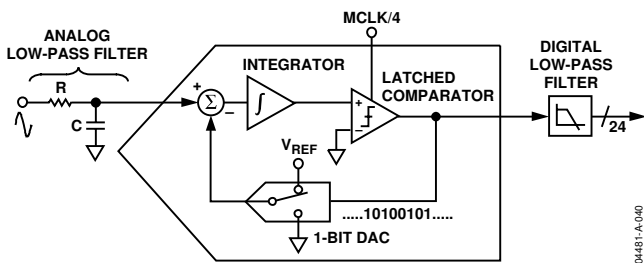 MCLK/4
ANALOG
LOW-PASS FILTER
R
C
+
Σ
–
INTEGRATOR
∫
LATCHED
COMPARATOR
+
–
DIGITAL
LOW-PASS
FILTER
24
VREF
.....10100101.....
1-BIT DAC
04481-A-040